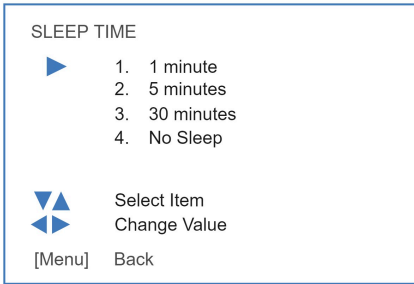 SLEEP TIME
1. 1 minute
2. 5 minutes
3. 30 minutes
4. No Sleep
Select Item
Change Value
[Menu] Back